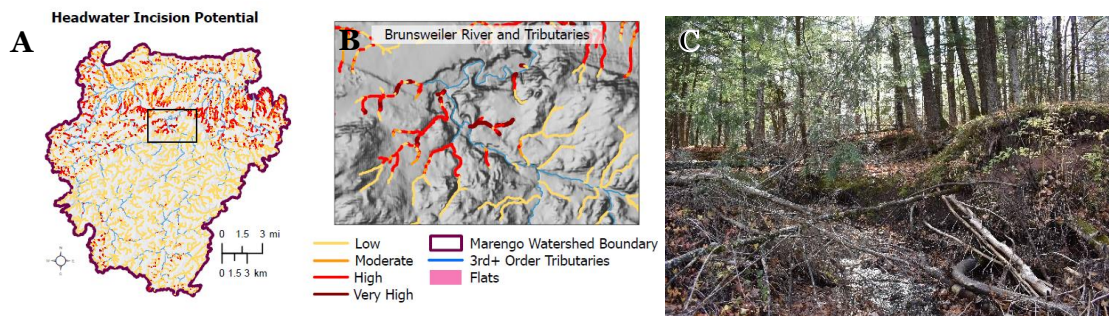 Headwater Incision Potential
A
B
Brunsweiler River and Tributaries
C
0 1.5 3 mi
0 1.5 3 km
Low
Moderate
High
Very High
Marengo Watershed Boundary
3rd+ Order Tributaries
Flats